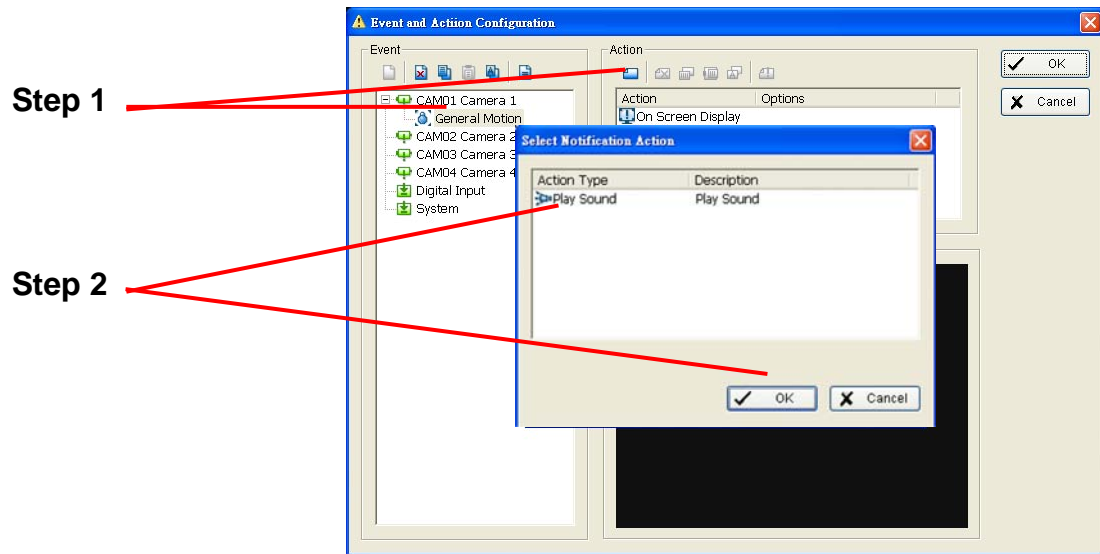 Event and Actiion Configuration
Event
Action
OK
Cancel
Step 1
CAM01 Camera 1
General Motion
CAM02 Camera 2
CAM03 Camera 3
CAM04 Camera 4
Digital Input
System
Action Options
On Screen Display
Select Notification Action
Action Type Description
Play Sound Play Sound
Step 2
OK
Cancel